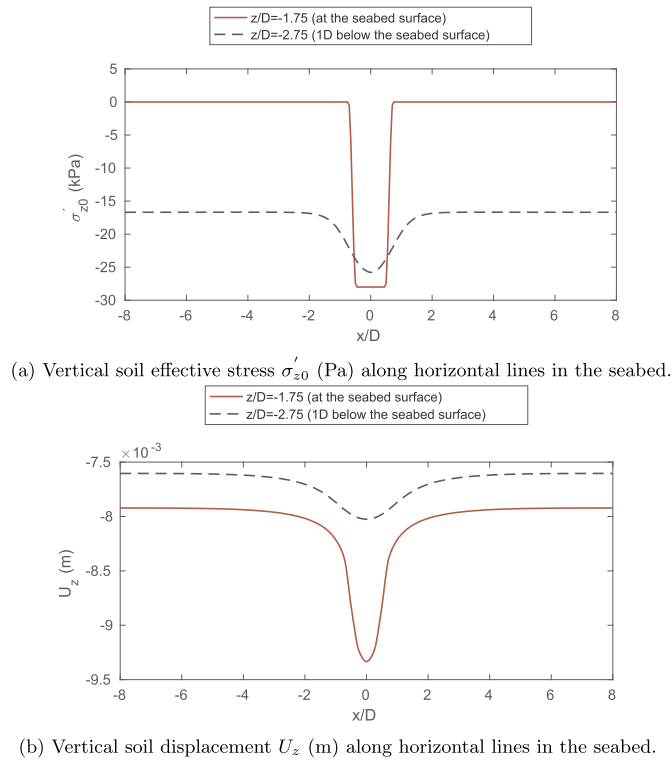 z/D=-1.75 (at the seabed surface)
z/D=-2.75 (1D below the seabed surface)
5
0
-5
-10
-15
-20
-25
-30
σ'z0 (kPa)
-8 -6 -4 -2 0 2 4 6 8
x/D
(a) Vertical soil effective stress σ'z0 (Pa) along horizontal lines in the seabed.
z/D=-1.75 (at the seabed surface)
z/D=-2.75 (1D below the seabed surface)
×10-3
-7.5
-8
-8.5
-9
-9.5
Uz (m)
-8 -6 -4 -2 0 2 4 6 8
x/D
(b) Vertical soil displacement Uz (m) along horizontal lines in the seabed.